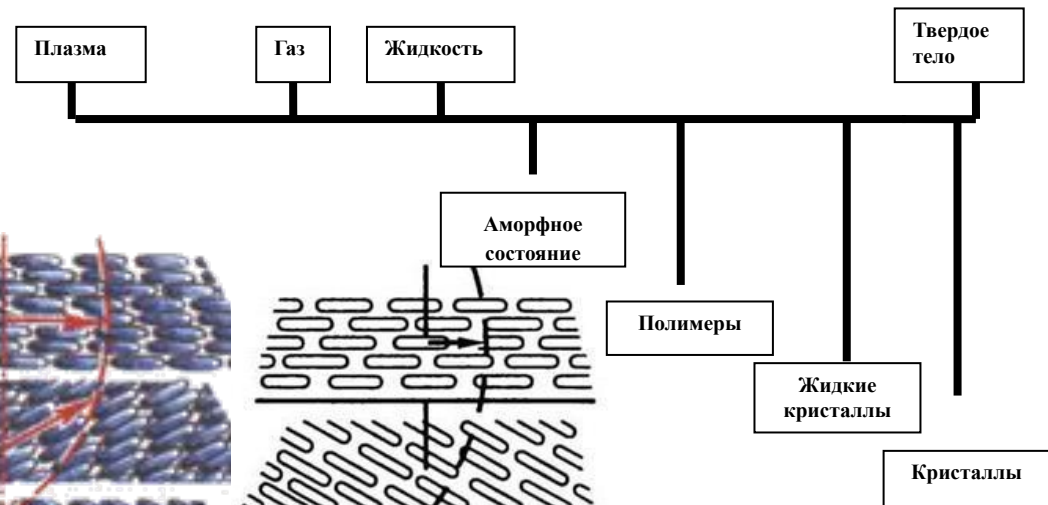 Плазма
Газ
Жидкость
Твердое
тело
Аморфное
состояние
Полимеры
Жидкие
кристаллы
Кристаллы